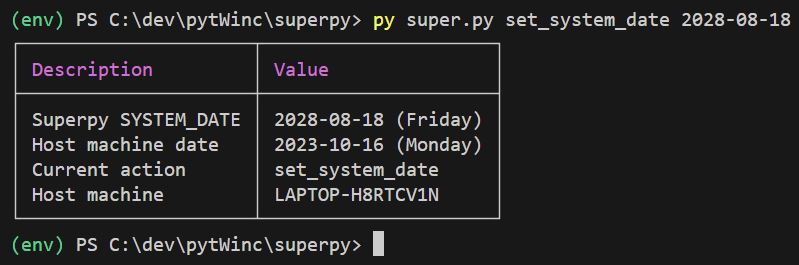 (env) PS C:\dev\pytWinc\superpy> py super.py set_system_date 2028-08-18
Description Value
Superpy SYSTEM_DATE 2028-08-18 (Friday)
Host machine date 2023-10-16 (Monday)
Current action set_system_date
Host machine LAPTOP-H8RTCV1N
(env) PS C:\dev\pytWinc\superpy>